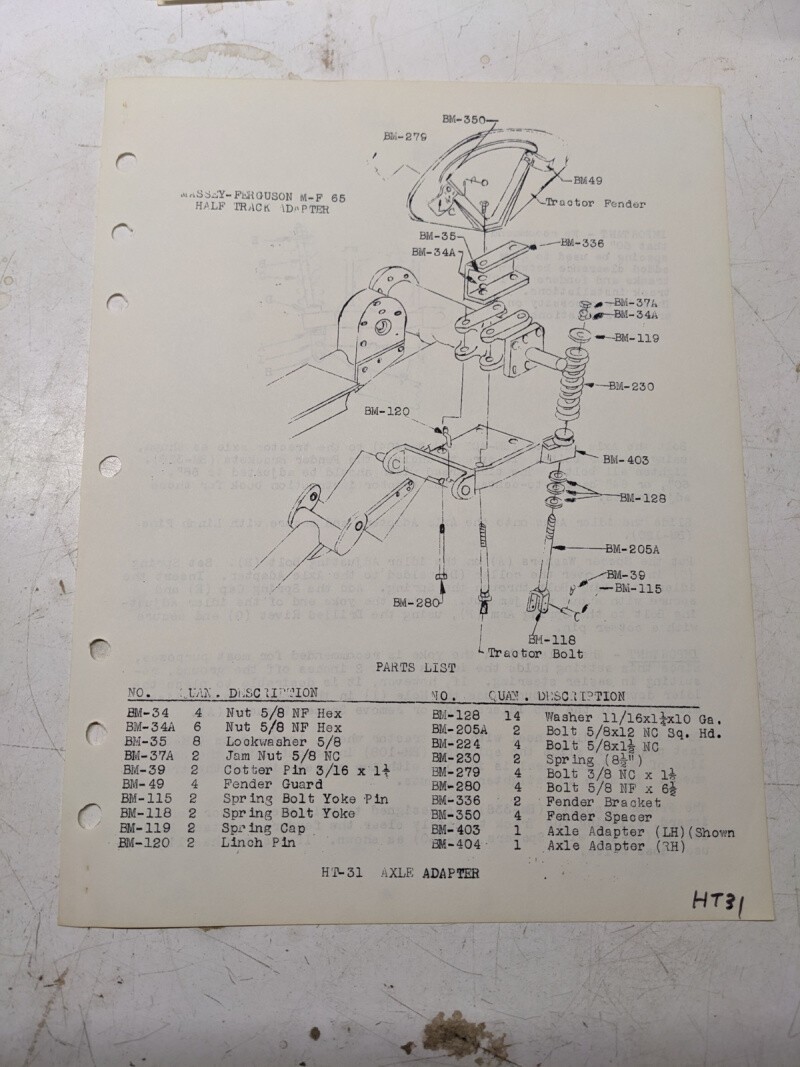 BM-350
BM-279
BM49
MASSEY-FERGUSON M-F 65
HALF TRACK ADAPTER
Tractor Fender
BM-35
BM-336
BM-34A
BM-37A
BM-34A
BM-119
BM-230
BM-120
BM-403
BM-128
BM-205A
BM-39
BM-115
BM-280
BM-118
Tractor Bolt
PARTS LIST
NO. QUAN. DESCRIPTION
BM-34 4 Nut 5/8 NF Hex
BM-34A 6 Nut 5/8 NF Hex
BM-35 8 Lockwasher 5/8
BM-37A 2 Jam Nut 5/8 NC
BM-39 2 Cotter Pin 3/16 x
BM-49 4 Fender Guard
BM-115 2 Spring Bolt Yoke Pin
BM-118 2 Spring Bolt Yoke
BM-119 2 Spring Cap
BM-120 2 Linch Pin
NO. QUAN. DESCRIPTION
BM-128 14 Washer 11/16x1½x10 Ga.
BM-205A 2 Bolt 5/8x12 NC Sq. Hd.
BM-224 4 Bolt 5/8x1½ NC
BM-230 2 Spring (8½")
BM-279 4 Bolt 3/8 NC x 1½
BM-280 4 Bolt 5/8 NF x 6½
BM-336 2 Fender Bracket
BM-350 4 Fender Spacer
BM-403 1 Axle Adapter (LH)(Shown
BM-404 1 Axle Adapter (RH)
HT-31 AXLE ADAPTER
HT31